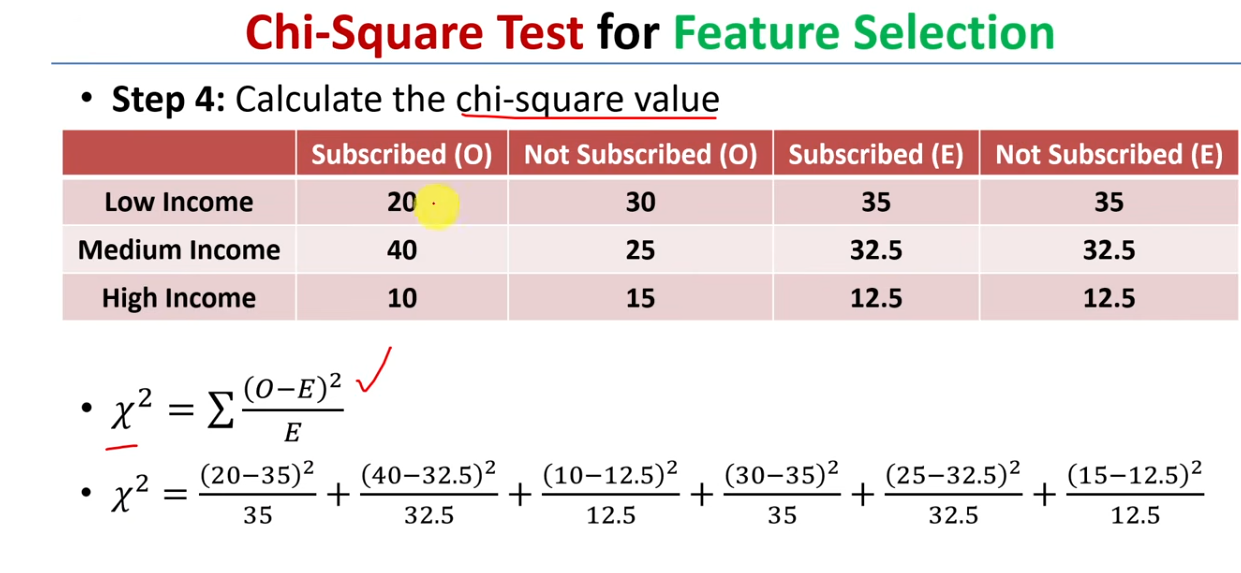 Chi-Square Test for Feature Selection
• Step 4: Calculate the chi-square value
Subscribed (O) Not Subscribed (O) Subscribed (E) Not Subscribed (E)
Low Income 20 30 35 35
Medium Income 40 25 32.5 32.5
High Income 10 15 12.5 12.5
• χ² = ∑ (O−E)²/E
• χ² = (20−35)²/35 + (40−32.5)²/32.5 + (10−12.5)²/12.5 + (30−35)²/35 + (25−32.5)²/32.5 + (15−12.5)²/12.5